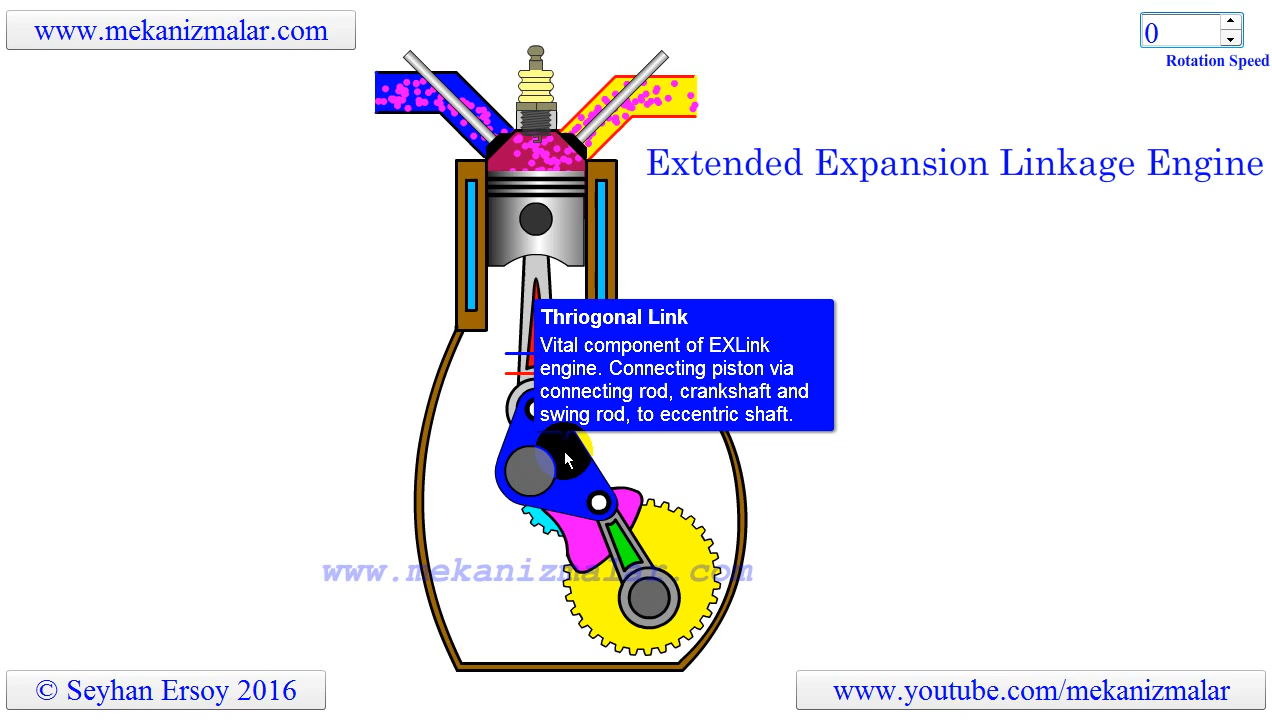 www.mekanizmalar.com
0
Rotation Speed
Extended Expansion Linkage Engine
Thriogonal Link
Vital component of EXLink
engine. Connecting piston via
connecting rod, crankshaft and
swing rod, to eccentric shaft.
www.mekanizmalar.com
© Seyhan Ersoy 2016
www.youtube.com/mekanizmalar